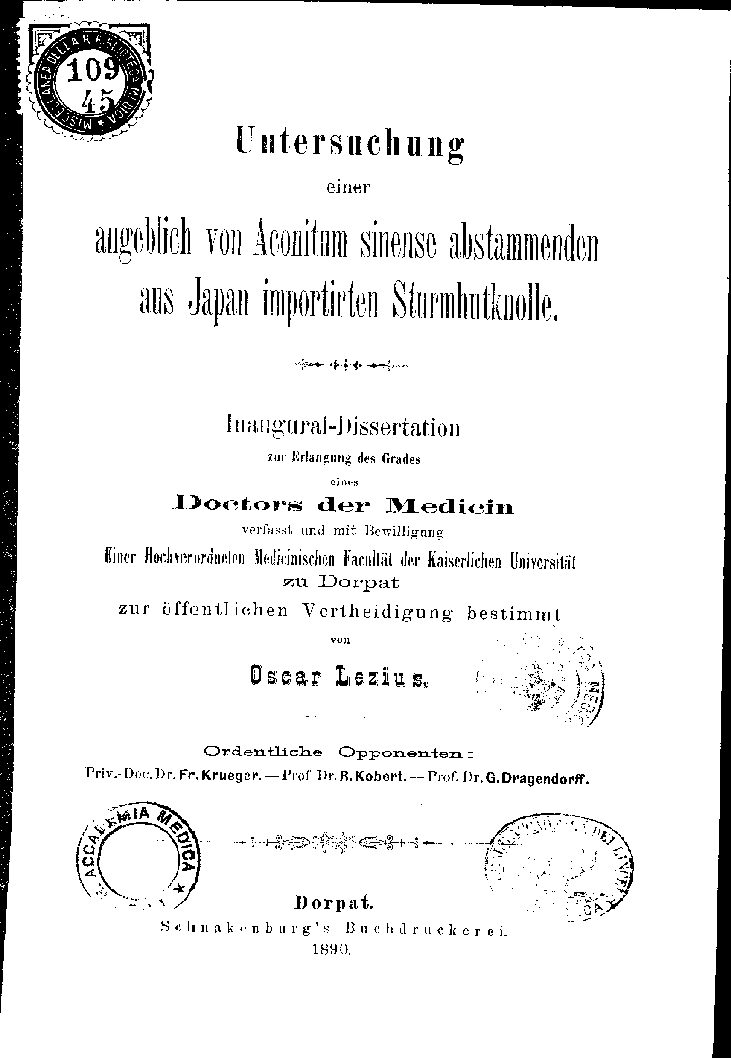 109
45
Untersuchung
einer
angeblich von Aconitum sinense abstammenden
aus Japan importirten Sturmhutknolle.
Inaugural-Dissertation
zur Erlangung des Grades
eines
Doctors der Medicin
verfasst und mit Bewilligung
Einer Hochverordneten Medicinischen Facultät der Kaiserlichen Universität
zu Dorpat
zur öffentlichen Vertheidigung bestimmt
von
Oscar Lezius.
Ordentliche Opponenten:
Priv.-Doc. Dr. Fr. Krueger. — Prof Dr. R. Kobert. — Prof. Dr. G. Dragendorff.
ACCADEMIA MEDICA
Dorpat.
Schnakenburg's Buchdruckerei.
1890.